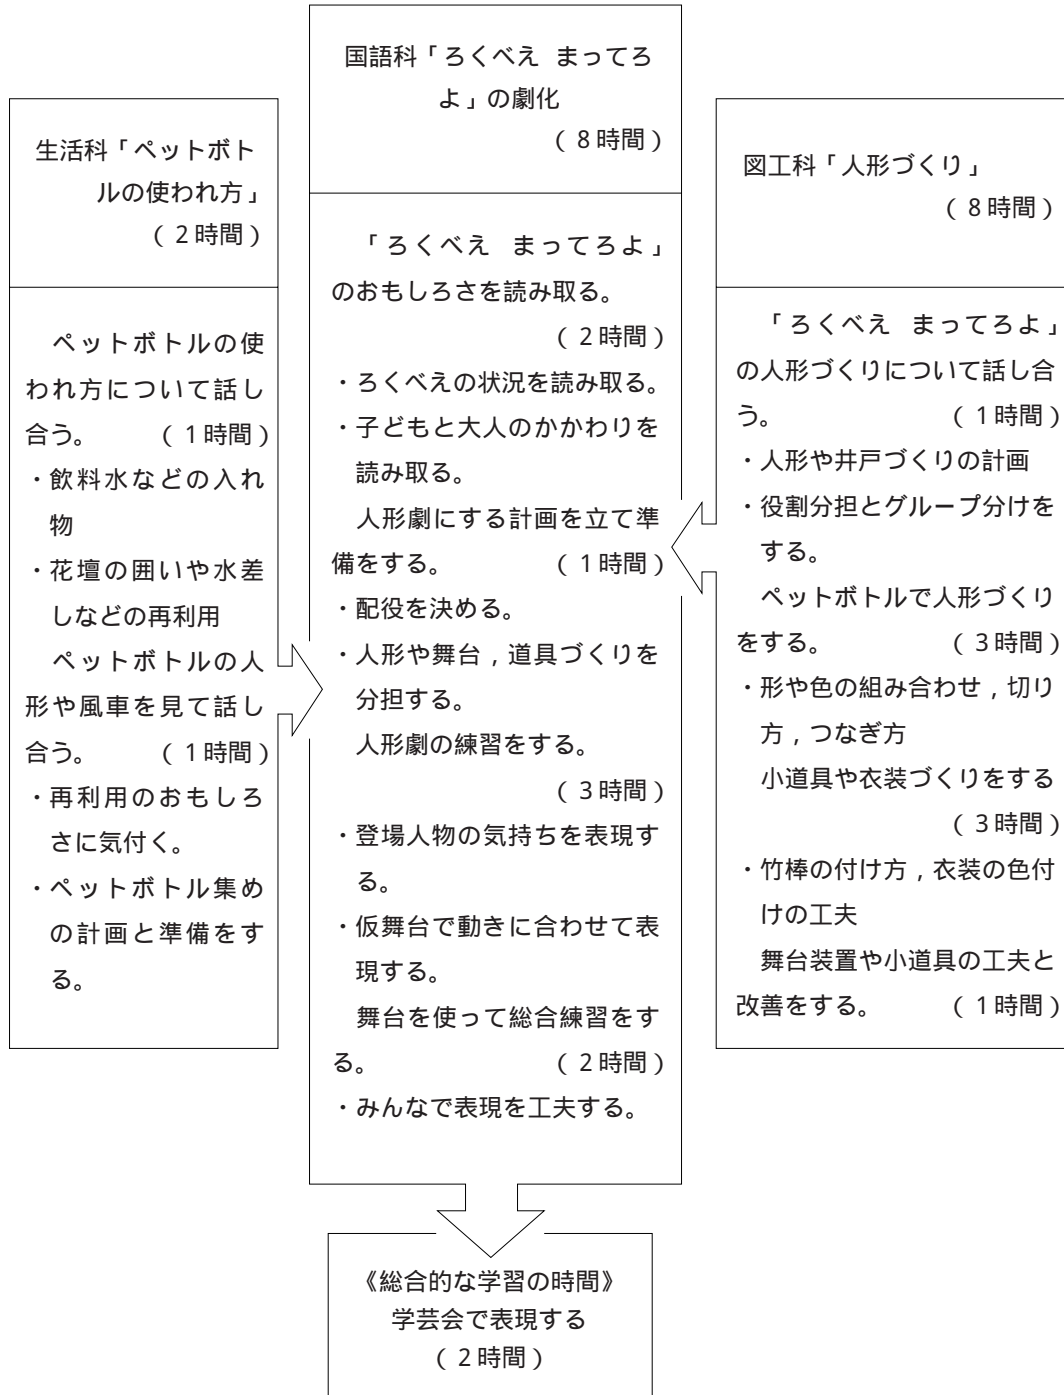 生活科「ペットボト
ルの使われ方」
(2時間)
ペットボトルの使
われ方について話し
合う。 (1時間)
・飲料水などの入れ
物
・花壇の囲いや水差
しなどの再利用
ペットボトルの人
形や風車を見て話し
合う。 (1時間)
・再利用のおもしろ
さに気付く。
・ペットボトル集め
の計画と準備をす
る。
国語科「ろくべえ まってろ
よ」の劇化
(8時間)
「ろくべえ まってろよ」
のおもしろさを読み取る。
(2時間)
・ろくべえの状況を読み取る。
・子どもと大人のかかわりを
読み取る。
人形劇にする計画を立て準
備をする。 (1時間)
・配役を決める。
・人形や舞台,道具づくりを
分担する。
人形劇の練習をする。
(3時間)
・登場人物の気持ちを表現す
る。
・仮舞台で動きに合わせて表
現する。
舞台を使って総合練習をす
る。 (2時間)
・みんなで表現を工夫する。
図工科「人形づくり」
(8時間)
「ろくべえ まってろよ」
の人形づくりについて話し合
う。 (1時間)
・人形や井戸づくりの計画
・役割分担とグループ分けを
する。
ペットボトルで人形づくり
をする。 (3時間)
・形や色の組み合わせ,切り
方,つなぎ方
小道具や衣装づくりをする
(3時間)
・竹棒の付け方,衣装の色付
けの工夫
舞台装置や小道具の工夫と
改善をする。 (1時間)
《総合的な学習の時間》
学芸会で表現する
(2時間)